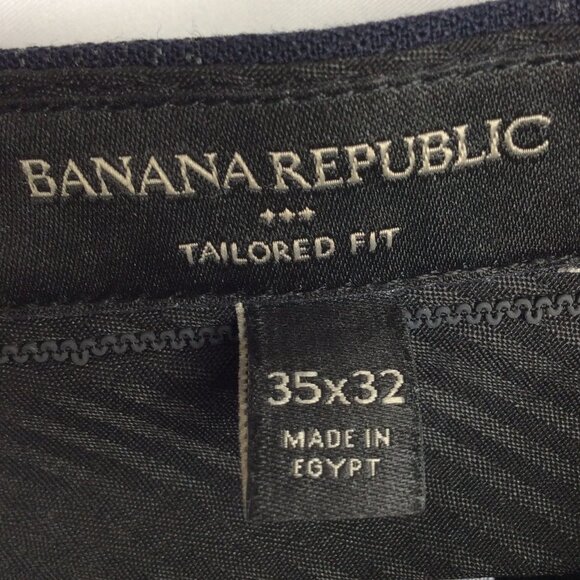 BANANA REPUBLIC
TAILORED FIT
35x32
MADE IN
EGYPT